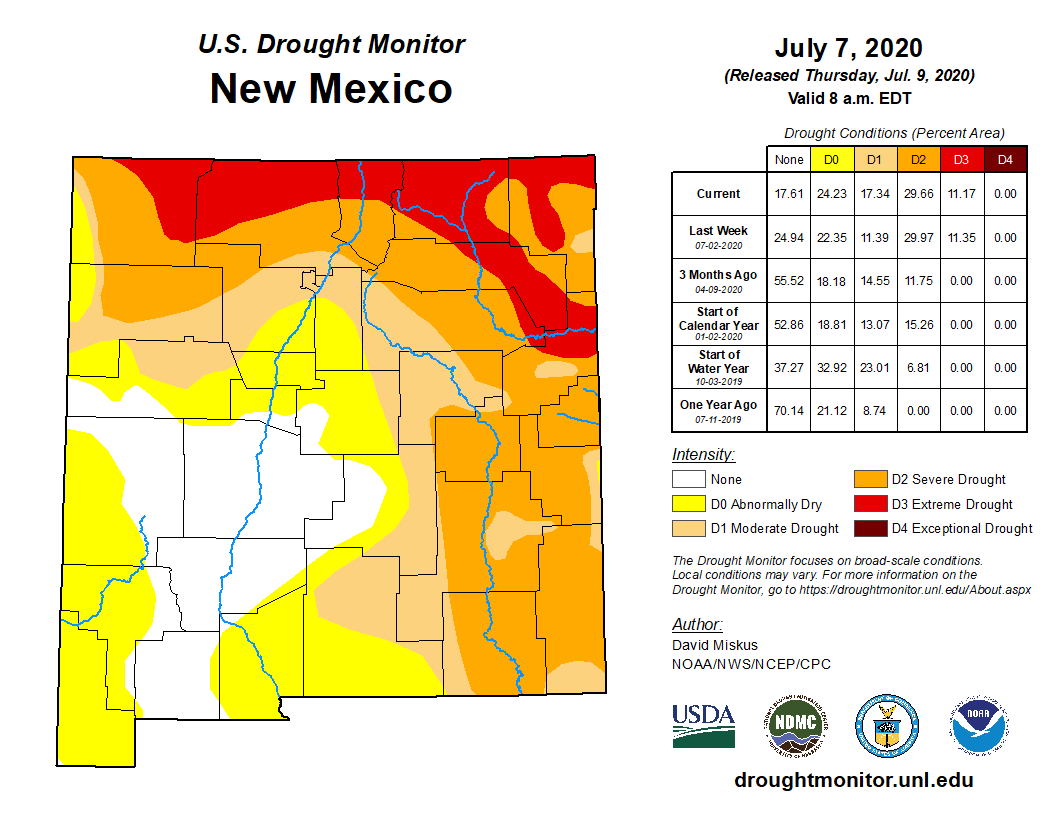 U.S. Drought Monitor
New Mexico
July 7, 2020
(Released Thursday, Jul. 9, 2020)
Valid 8 a.m. EDT
Drought Conditions (Percent Area)
None D0 D1 D2 D3 D4
Current 17.61 24.23 17.34 29.66 11.17 0.00
Last Week
07-02-2020
24.94 22.35 11.39 29.97 11.35 0.00
3 Months Ago
04-09-2020
55.52 18.18 14.55 11.75 0.00 0.00
Start of
Calendar Year
01-02-2020
52.86 18.81 13.07 15.26 0.00 0.00
Start of
Water Year
10-03-2019
37.27 32.92 23.01 6.81 0.00 0.00
One Year Ago
07-11-2019
70.14 21.12 8.74 0.00 0.00 0.00
Intensity:
None
D0 Abnormally Dry
D1 Moderate Drought
D2 Severe Drought
D3 Extreme Drought
D4 Exceptional Drought
The Drought Monitor focuses on broad-scale conditions.
Local conditions may vary. For more information on the
Drought Monitor, go to https://droughtmonitor.unl.edu/About.aspx
Author:
David Miskus
NOAA/NWS/NCEP/CPC
USDA
NDMC
NOAA
droughtmonitor.unl.edu